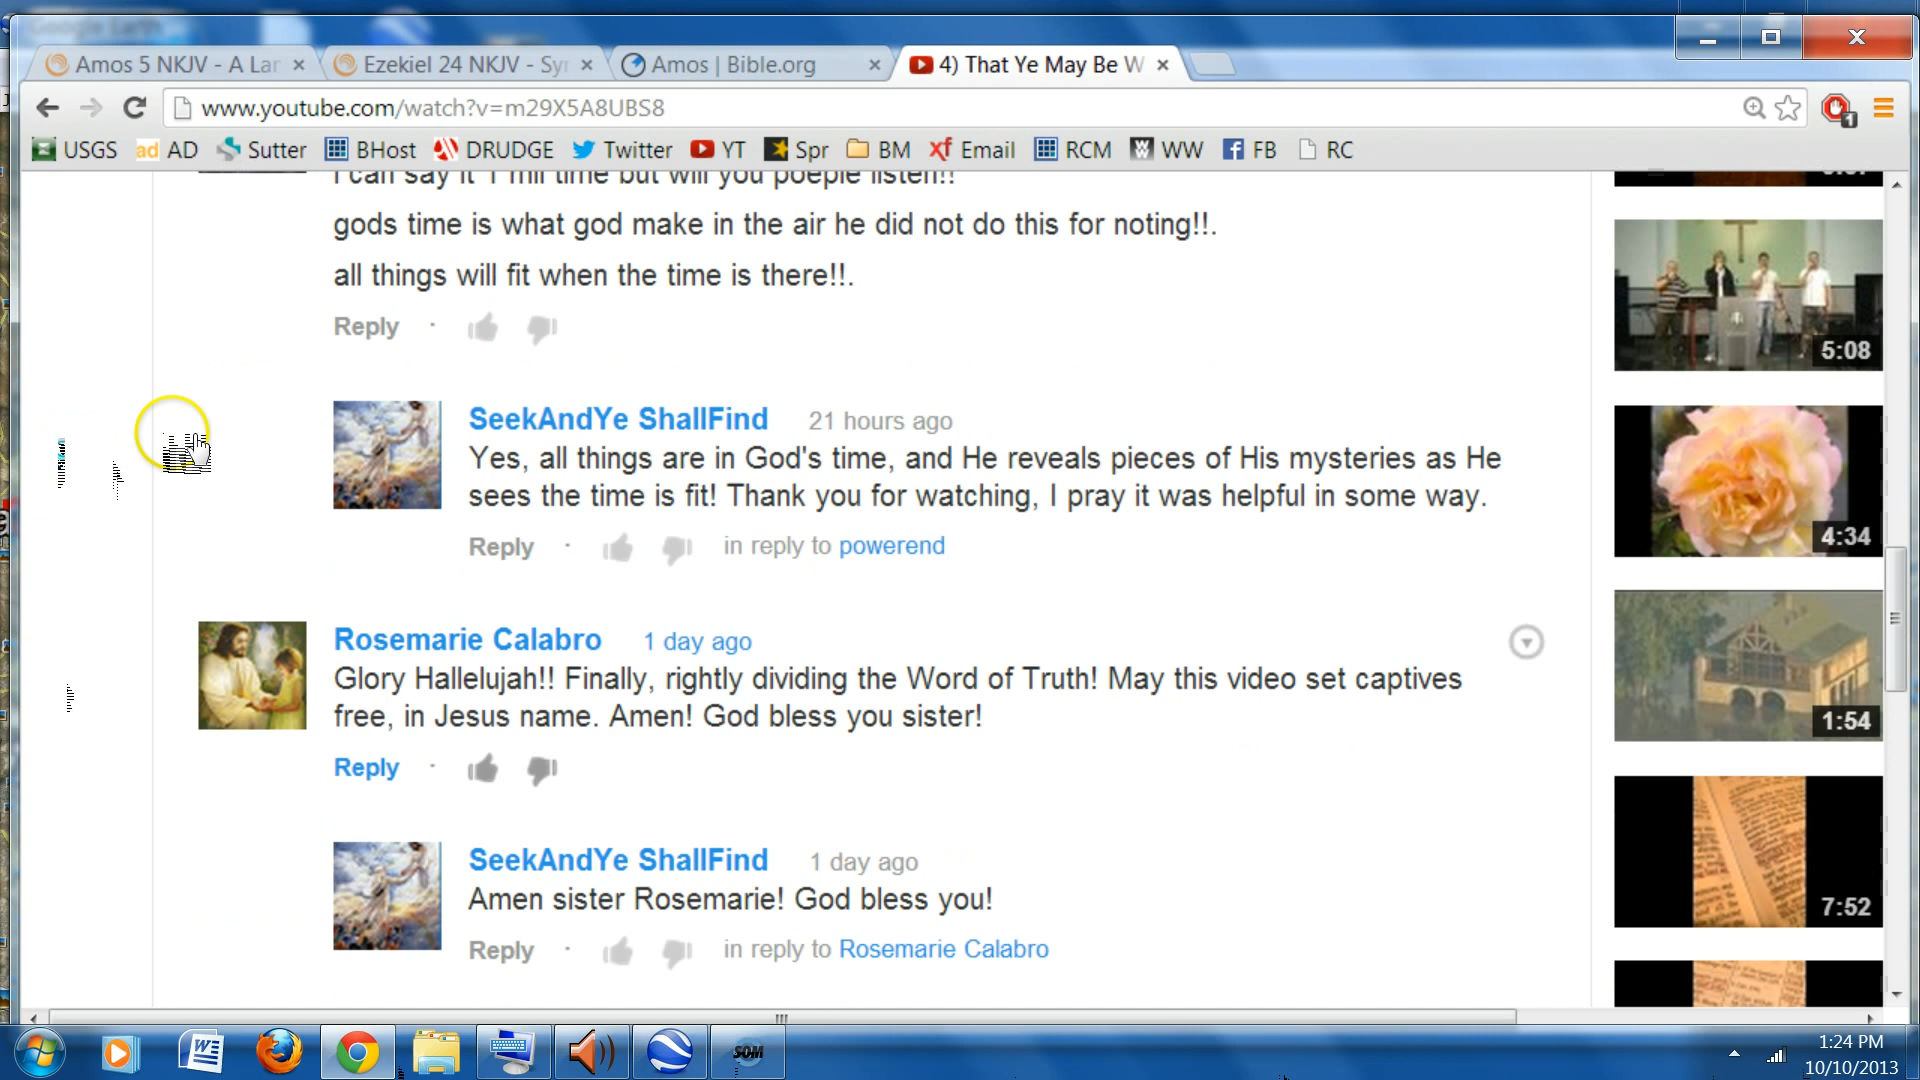 Amos 5 NKJV - A Lar
Ezekiel 24 NKJV - Syr
Amos | Bible.org
4) That Ye May Be W
www.youtube.com/watch?v=m29X5A8UBS8
1
USGS
ad AD
Sutter
BHost
DRUDGE
Twitter
YT
Spr
BM
Xf Email
RCM
W WW
f FB
RC
I can say it 1 mil time but will you poeple listen!!
gods time is what god make in the air he did not do this for noting!!.
all things will fit when the time is there!!.
Reply ·
5:08
SeekAndYe ShallFind 21 hours ago
Yes, all things are in God's time, and He reveals pieces of His mysteries as He
sees the time is fit! Thank you for watching, I pray it was helpful in some way.
Reply · in reply to powerend
4:34
Rosemarie Calabro 1 day ago
Glory Hallelujah!! Finally, rightly dividing the Word of Truth! May this video set captives
free, in Jesus name. Amen! God bless you sister!
Reply ·
1:54
SeekAndYe ShallFind 1 day ago
Amen sister Rosemarie! God bless you!
Reply · in reply to Rosemarie Calabro
7:52
SOM
1:24 PM
10/10/2013